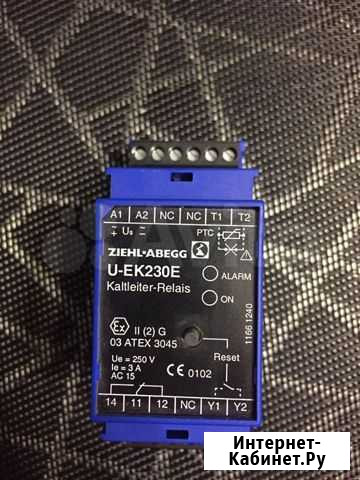 A1 A2 NC NC T1 T2
Us PTC
ZIEHL-ABEGG
U-EK230E
ALARM
Kaltleiter-Relais
ON
Ex II (2) G
03 ATEX 3045
1166 1240
Ue = 250 V
Ie = 3 A
AC 15
CE 0102
Reset
14 11 12 NC Y1 Y2
Интернет-
Кабинет.Ру